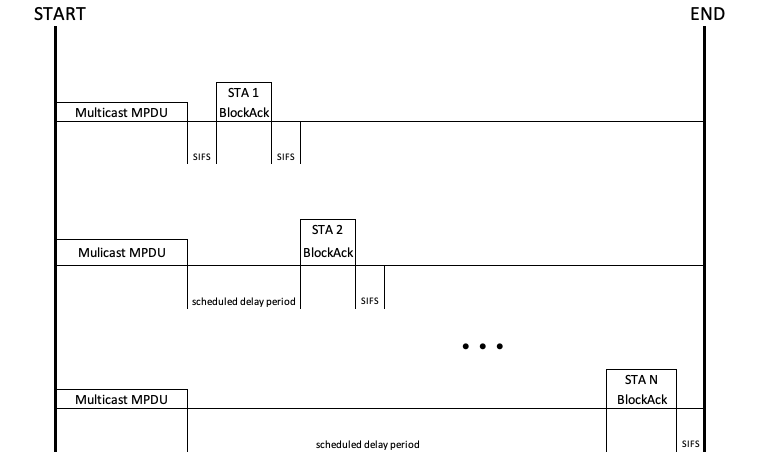 START
END
STA 1
Multicast MPDU
BlockAck
SIFS
SIFS
STA 2
Mulicast MPDU
BlockAck
scheduled delay period
SIFS
STA N
Multicast MPDU
BlockAck
scheduled delay period
SIFS